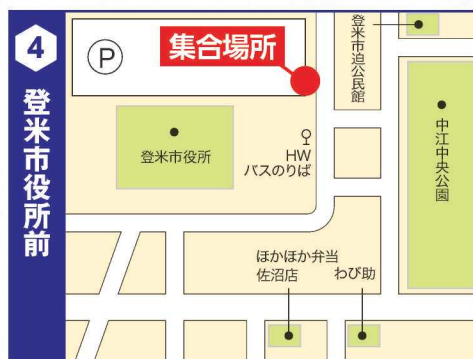 4
登米市役所前
P
集合場所
登米市迫公民館
登米市役所
HW
バスのりば
中江中央公園
ほかほか弁当
佐沼店
わび助